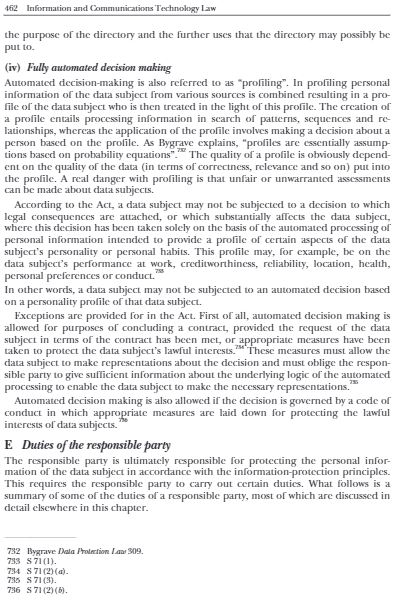 462 Information and Communications Technology Law
the purpose of the directory and the further uses that the directory may possibly be
put to.
(iv) Fully automated decision making
Automated decision-making is also referred to as “profiling”. In profiling personal
information of the data subject from various sources is combined resulting in a pro-
file of the data subject who is then treated in the light of this profile. The creation of
a profile entails processing information in search of patterns, sequences and re-
lationships, whereas the application of the profile involves making a decision about a
person based on the profile. As Bygrave explains, “profiles are essentially assump-
tions based on probability equations”.732 The quality of a profile is obviously depend-
ent on the quality of the data (in terms of correctness, relevance and so on) put into
the profile. A real danger with profiling is that unfair or unwarranted assessments
can be made about data subjects.
According to the Act, a data subject may not be subjected to a decision to which
legal consequences are attached, or which substantially affects the data subject,
where this decision has been taken solely on the basis of the automated processing of
personal information intended to provide a profile of certain aspects of the data
subject’s personality or personal habits. This profile may, for example, be on the
data subject’s performance at work, creditworthiness, reliability, location, health,
personal preferences or conduct.733
In other words, a data subject may not be subjected to an automated decision based
on a personality profile of that data subject.
Exceptions are provided for in the Act. First of all, automated decision making is
allowed for purposes of concluding a contract, provided the request of the data
subject in terms of the contract has been met, or appropriate measures have been
taken to protect the data subject’s lawful interests.734 These measures must allow the
data subject to make representations about the decision and must oblige the respon-
sible party to give sufficient information about the underlying logic of the automated
processing to enable the data subject to make the necessary representations.735
Automated decision making is also allowed if the decision is governed by a code of
conduct in which appropriate measures are laid down for protecting the lawful
interests of data subjects.736
E Duties of the responsible party
The responsible party is ultimately responsible for protecting the personal infor-
mation of the data subject in accordance with the information-protection principles.
This requires the responsible party to carry out certain duties. What follows is a
summary of some of the duties of a responsible party, most of which are discussed in
detail elsewhere in this chapter.
732 Bygrave Data Protection Law 309.
733 S 71(1).
734 S 71(2)(a).
735 S 71(3).
736 S 71(2)(b).